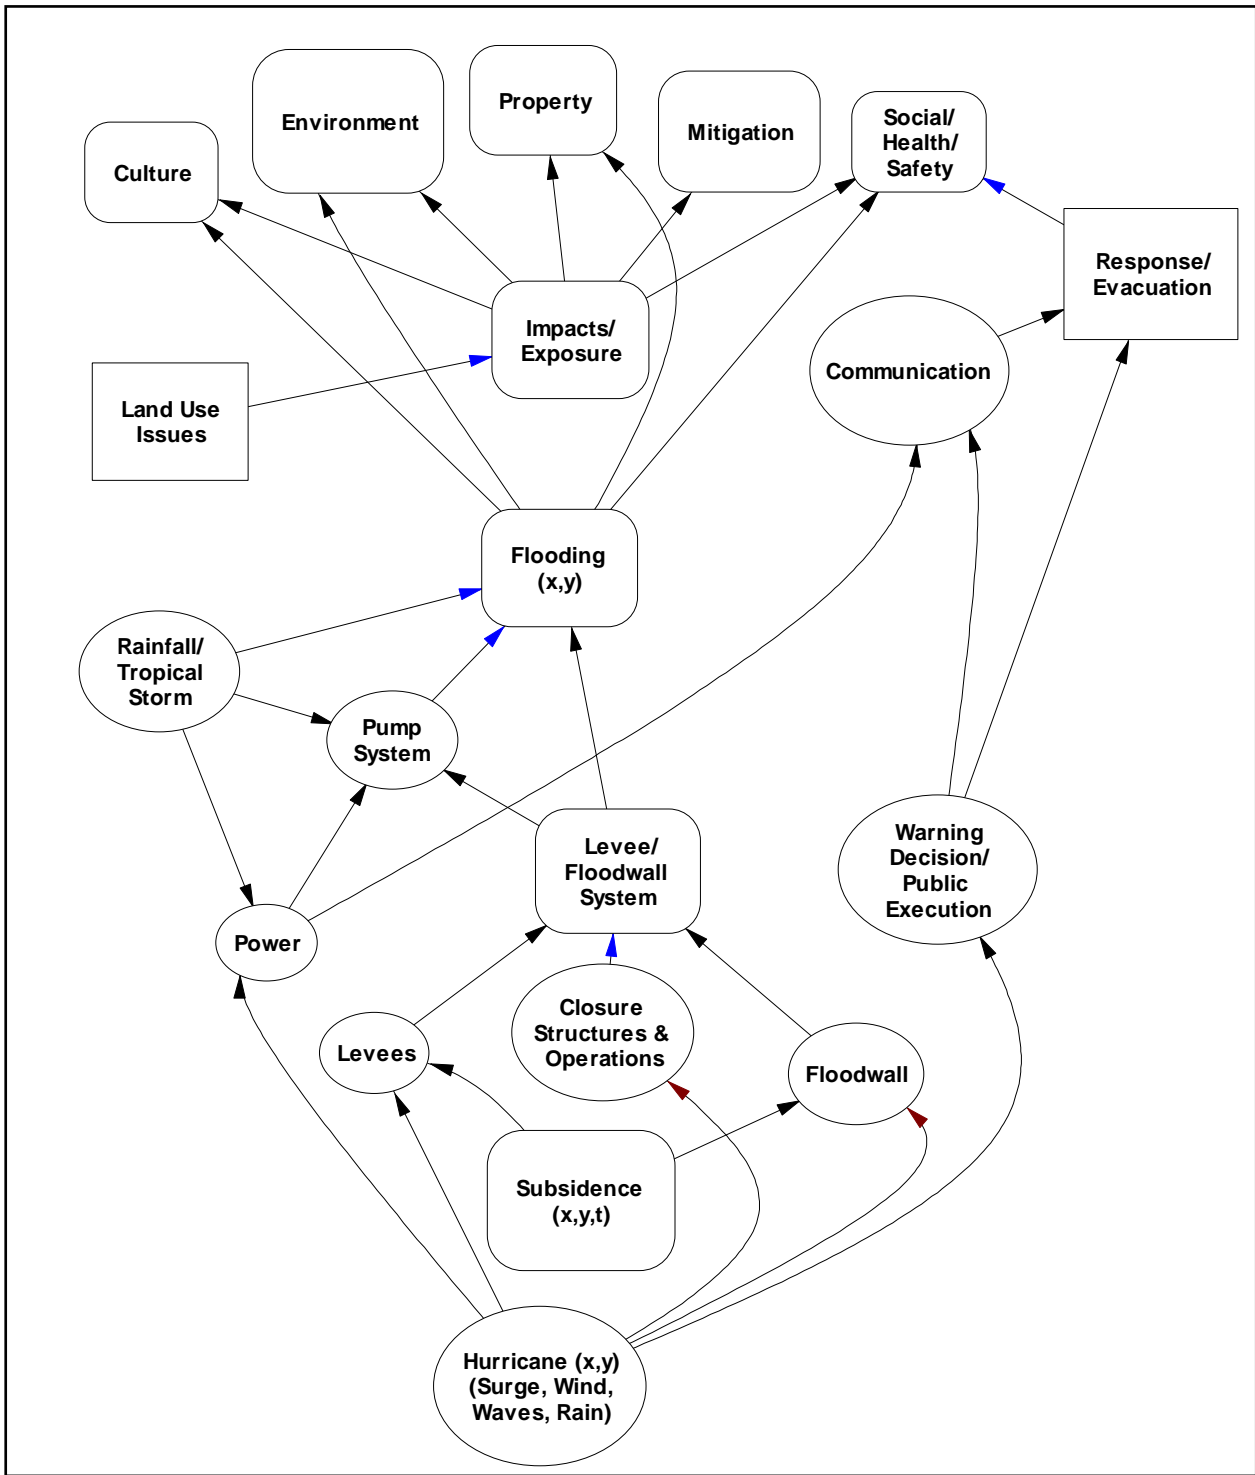 Property
Environment
Mitigation
Social/
Health/
Safety
Culture
Response/
Evacuation
Impacts/
Exposure
Communication
Land Use
Issues
Flooding
(x,y)
Rainfall/
Tropical
Storm
Pump
System
Levee/
Floodwall
System
Warning
Decision/
Public
Execution
Power
Closure
Structures &
Operations
Levees
Floodwall
Subsidence
(x,y,t)
Hurricane (x,y)
(Surge, Wind,
Waves, Rain)